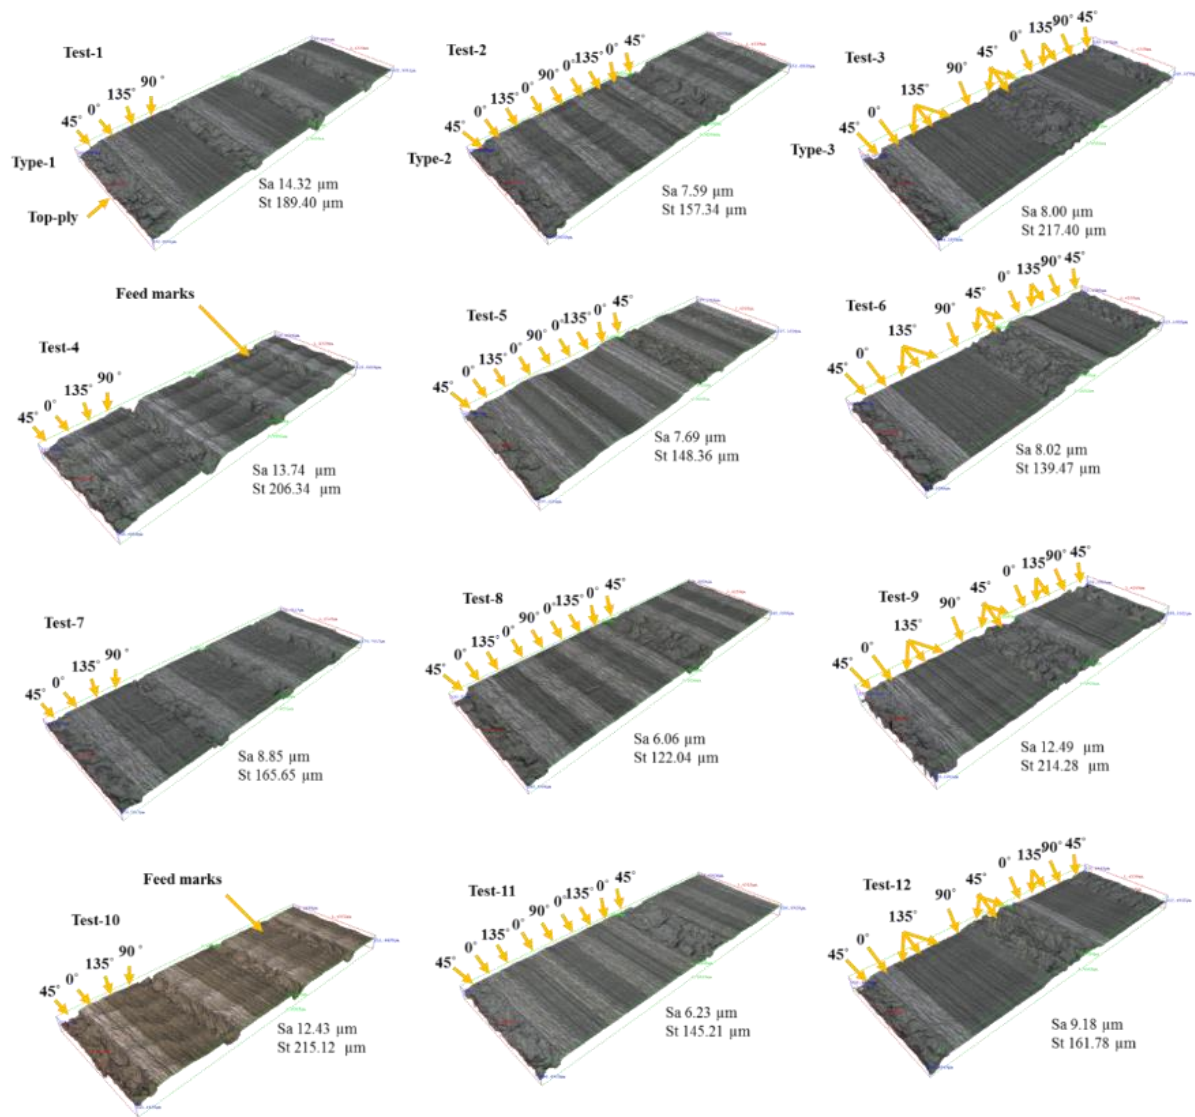 Test-1
45° 0° 135° 90°
Type-1
Top-ply
Sa 14.32 µm
St 189.40 µm
Test-2
45° 0° 135° 0° 90° 0° 135° 0° 45°
Type-2
Sa 7.59 µm
St 157.34 µm
Test-3
45° 0° 135° 90° 45° 0° 135° 90° 45°
Type-3
Sa 8.00 µm
St 217.40 µm
Feed marks
Test-4
45° 0° 135° 90°
Sa 13.74 µm
St 206.34 µm
Test-5
45° 0° 135° 0° 90° 0° 135° 0° 45°
Sa 7.69 µm
St 148.36 µm
Test-6
45° 0° 135° 90° 45° 0° 135° 90° 45°
Sa 8.02 µm
St 139.47 µm
Test-7
45° 0° 135° 90°
Sa 8.85 µm
St 165.65 µm
Test-8
45° 0° 135° 0° 90° 0° 135° 0° 45°
Sa 6.06 µm
St 122.04 µm
Test-9
45° 0° 135° 90° 45° 0° 135 90° 45°
Sa 12.49 µm
St 214.28 µm
Feed marks
Test-10
45° 0° 135° 90°
Sa 12.43 µm
St 215.12 µm
Test-11
45° 0° 135° 0° 90° 0° 135° 0° 45°
Sa 6.23 µm
St 145.21 µm
Test-12
45° 0° 135° 90° 45° 0° 135 90° 45°
Sa 9.18 µm
St 161.78 µm